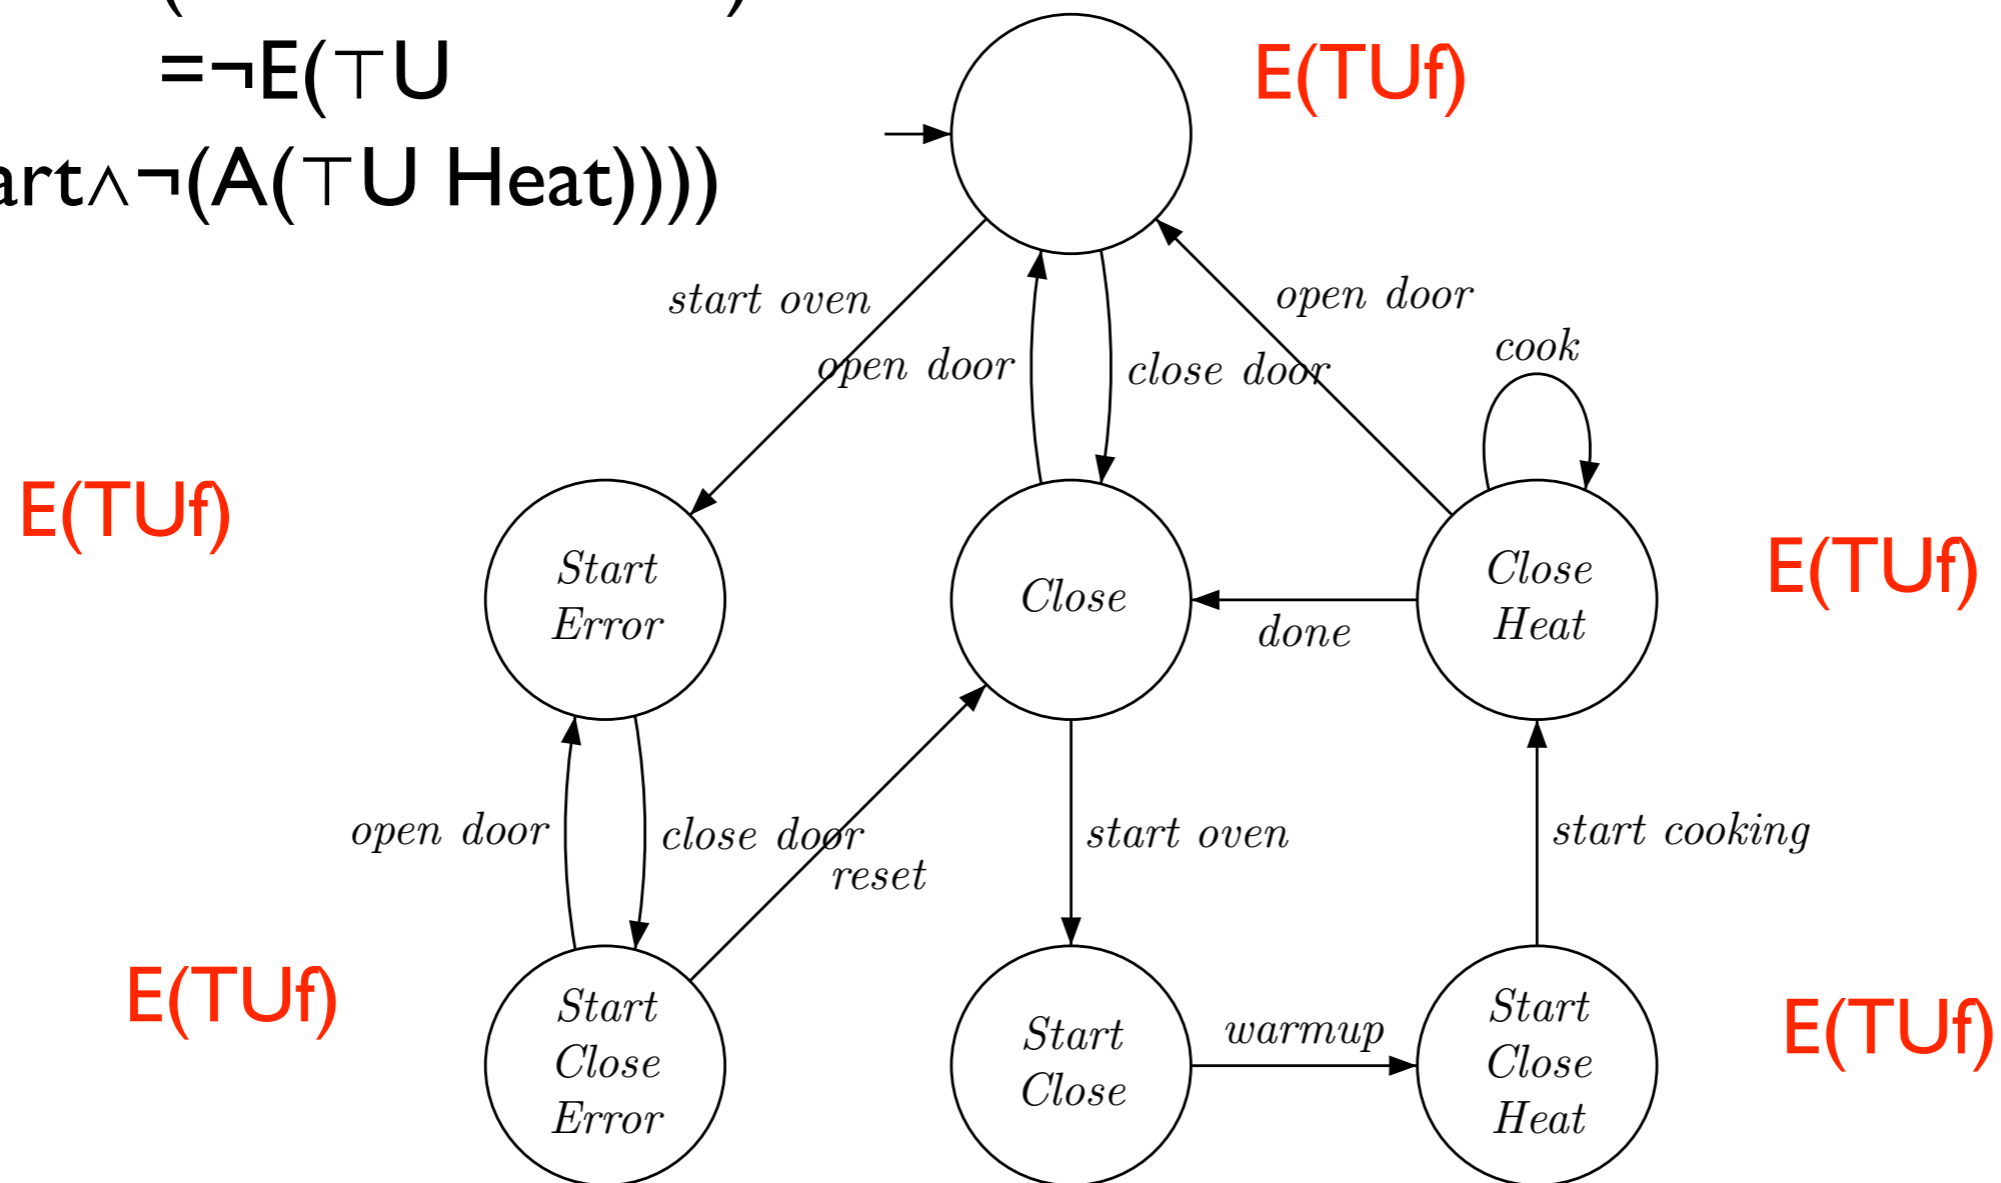 =¬E(⊤U
art∧¬(A(⊤U Heat))))
E(TUf)
start oven
open door
open door
close door
cook
E(TUf)
Start
Error
Close
Close
Heat
E(TUf)
done
open door
close door
reset
start oven
start cooking
E(TUf)
Start
Close
Error
Start
Close
warmup
Start
Close
Heat
E(TUf)